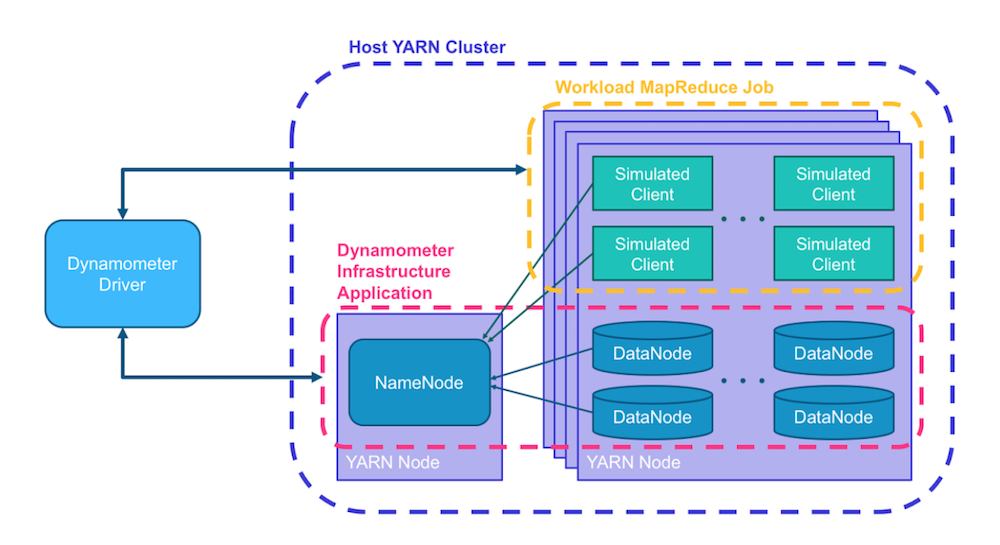 Host YARN Cluster
Workload MapReduce Job
Simulated
Client
Simulated
Client
Simulated
Client
Simulated
Client
Dynamometer
Driver
Dynamometer
Infrastructure
Application
NameNode
DataNode
DataNode
DataNode
DataNode
YARN Node
YARN Node